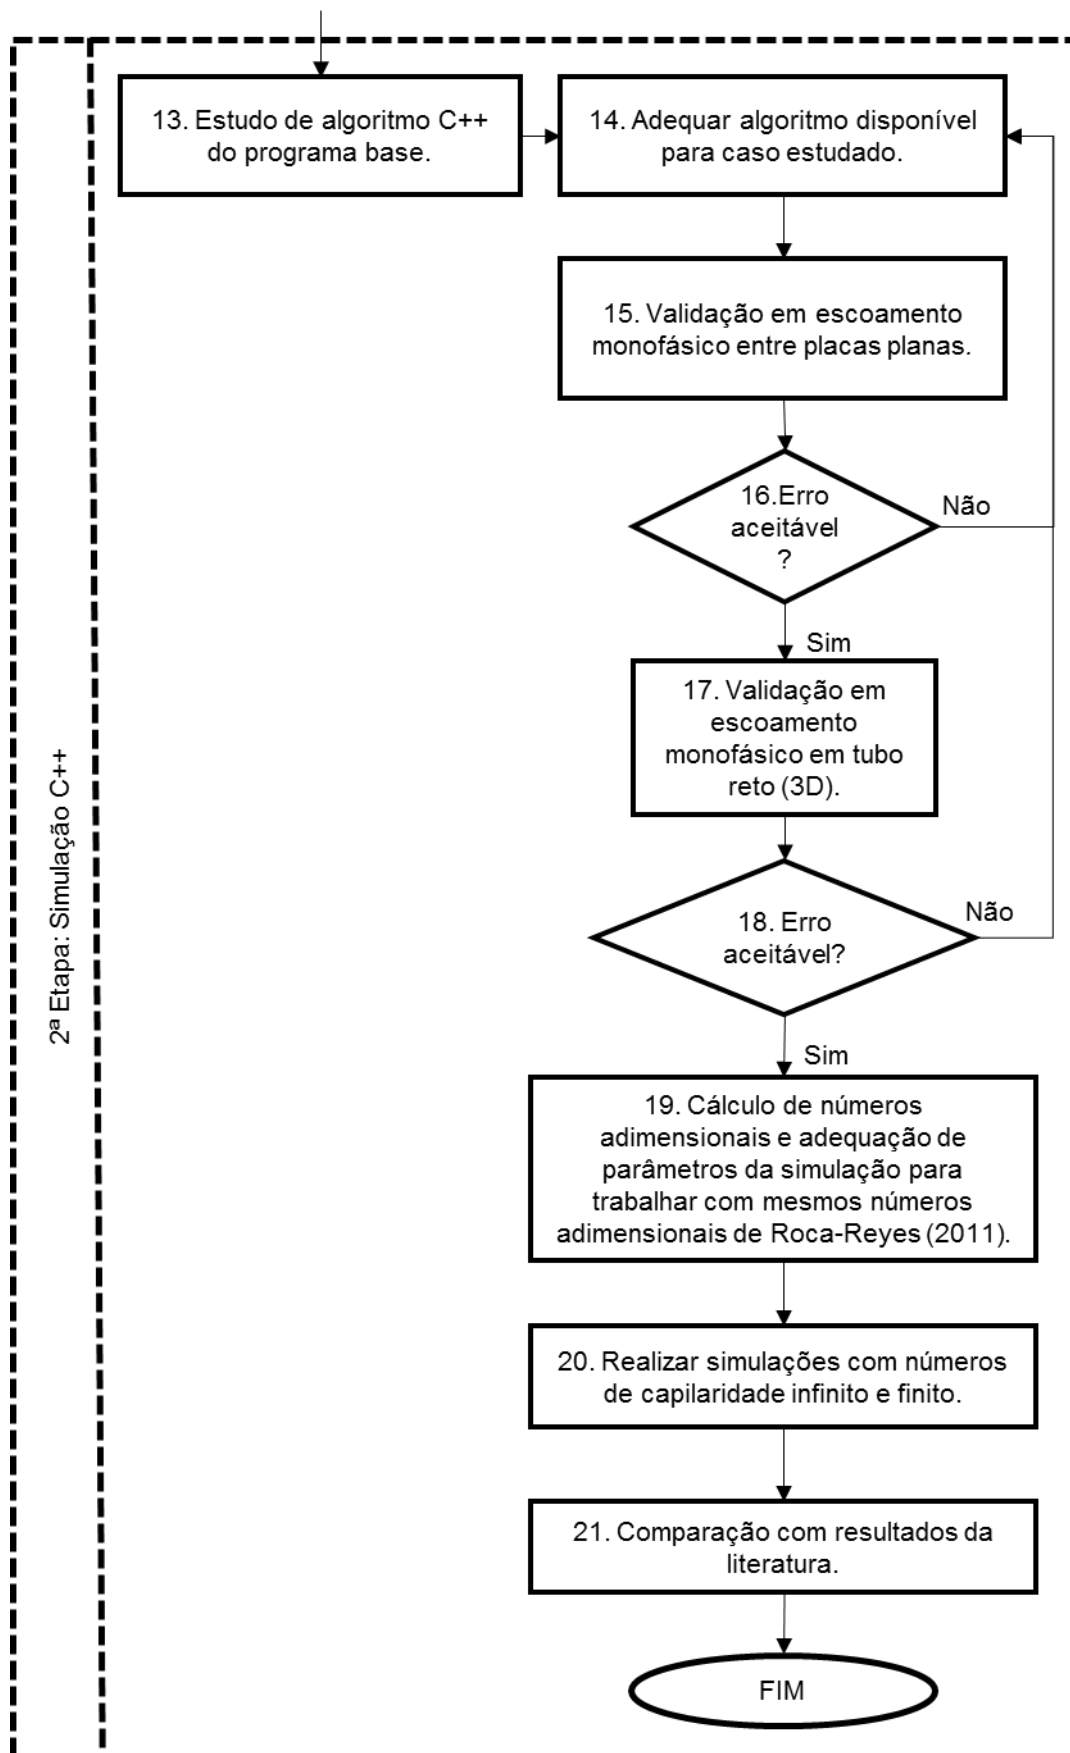 13. Estudo de algoritmo C++
do programa base.
14. Adequar algoritmo disponível
para caso estudado.
15. Validação em escoamento
monofásico entre placas planas.
16.Erro
aceitável
?
Não
Sim
17. Validação em
escoamento
monofásico em tubo
reto (3D).
18. Erro
aceitável?
Não
Sim
19. Cálculo de números
adimensionais e adequação de
parâmetros da simulação para
trabalhar com mesmos números
adimensionais de Roca-Reyes (2011).
20. Realizar simulações com números
de capilaridade infinito e finito.
21. Comparação com resultados da
literatura.
FIM
2ª Etapa: Simulação C++